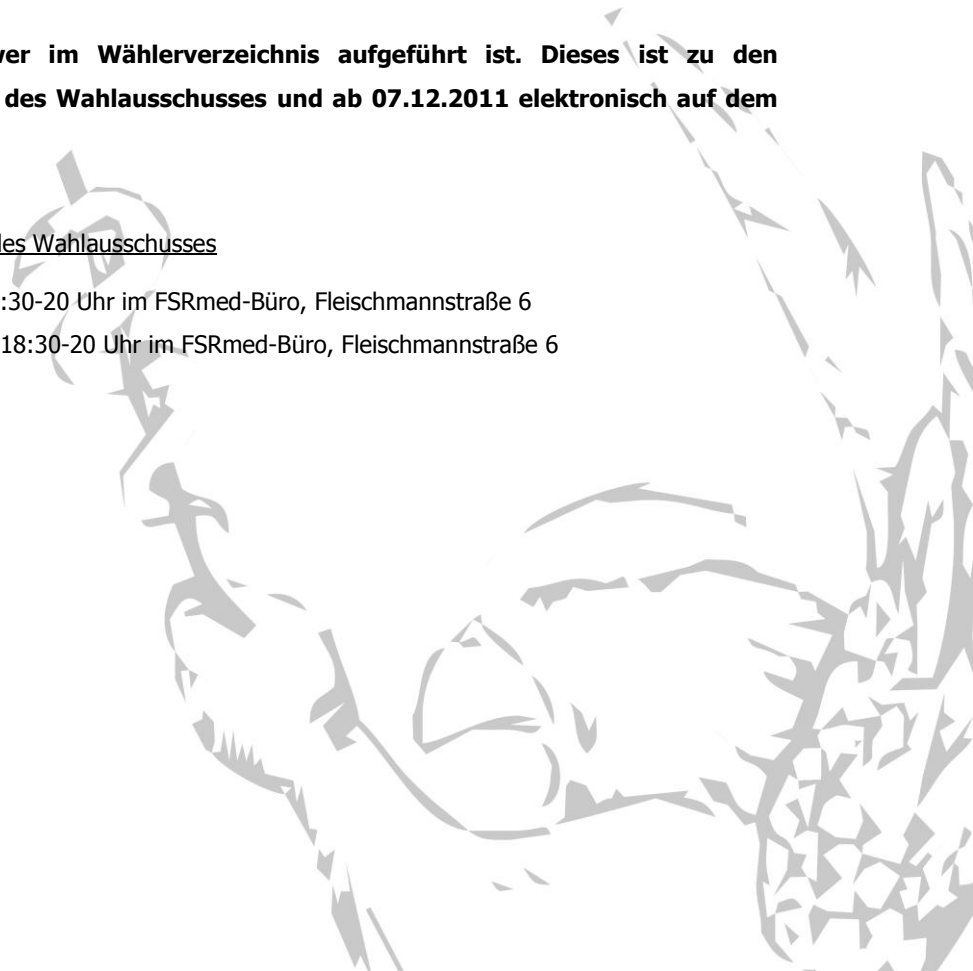 wer im Wählerverzeichnis aufgeführt ist. Dieses ist zu den
des Wahlausschusses und ab 07.12.2011 elektronisch auf dem
des Wahlausschusses
:30-20 Uhr im FSRmed-Büro, Fleischmannstraße 6
18:30-20 Uhr im FSRmed-Büro, Fleischmannstraße 6